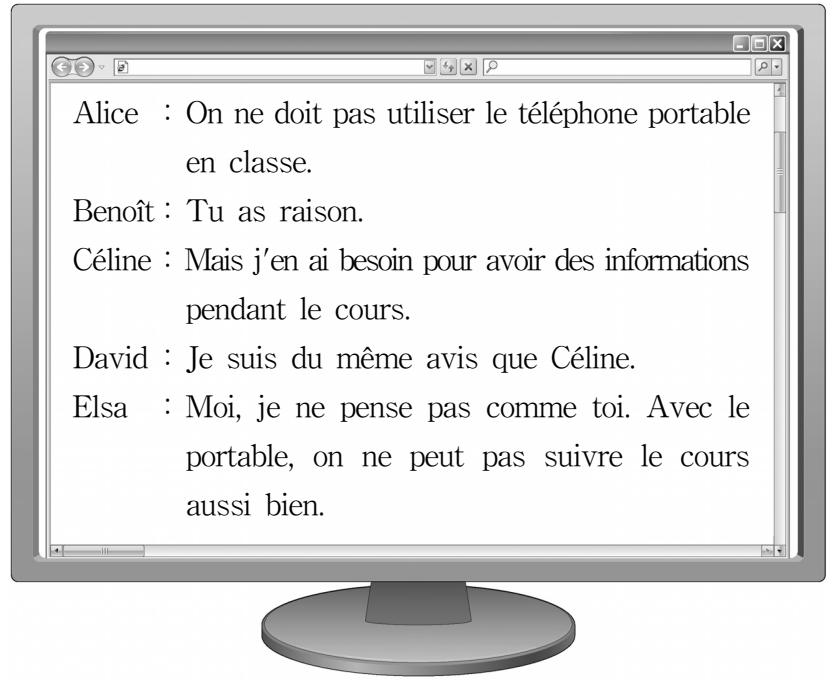 Alice : On ne doit pas utiliser le téléphone portable
en classe.
Benoît : Tu as raison.
Céline : Mais j'en ai besoin pour avoir des informations
pendant le cours.
David : Je suis du même avis que Céline.
Elsa : Moi, je ne pense pas comme toi. Avec le
portable, on ne peut pas suivre le cours
aussi bien.